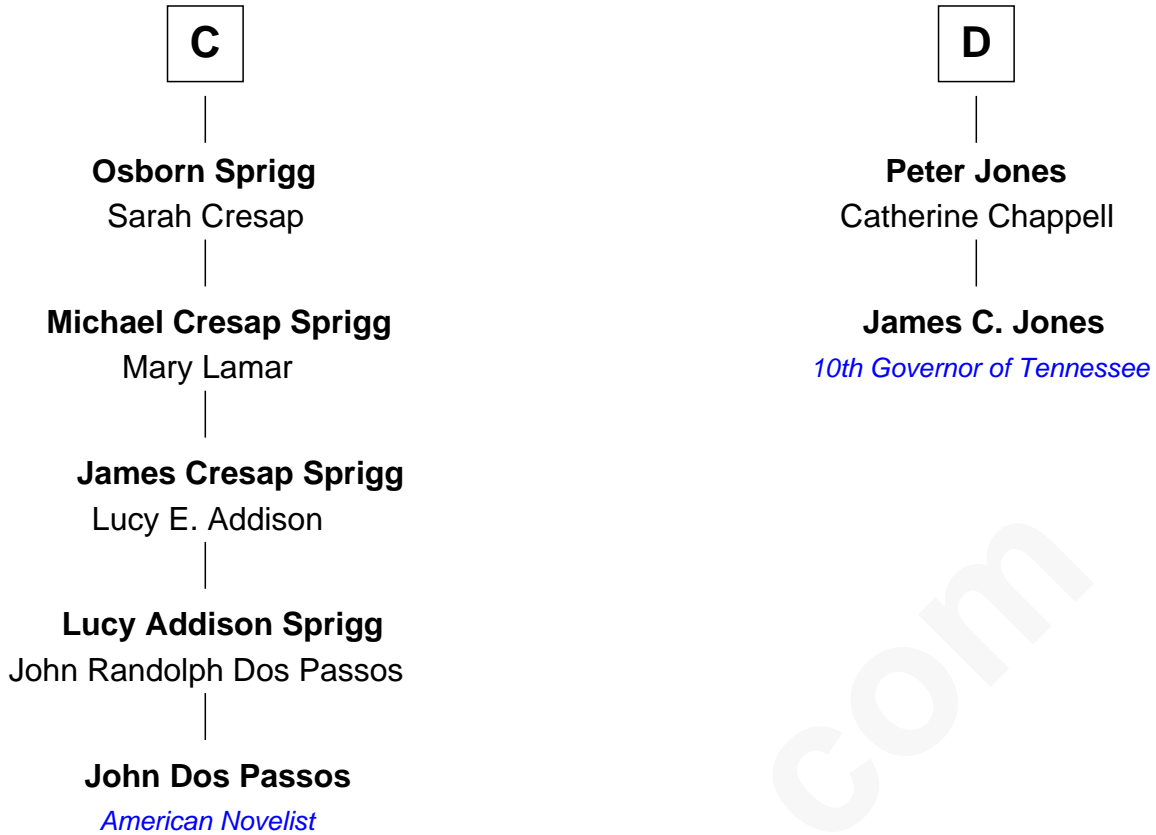 C
Osborn Sprigg
Sarah Cresap
Michael Cresap Sprigg
Mary Lamar
James Cresap Sprigg
Lucy E. Addison
Lucy Addison Sprigg
John Randolph Dos Passos
John Dos Passos
American Novelist
D
Peter Jones
Catherine Chappell
James C. Jones
10th Governor of Tennessee
com